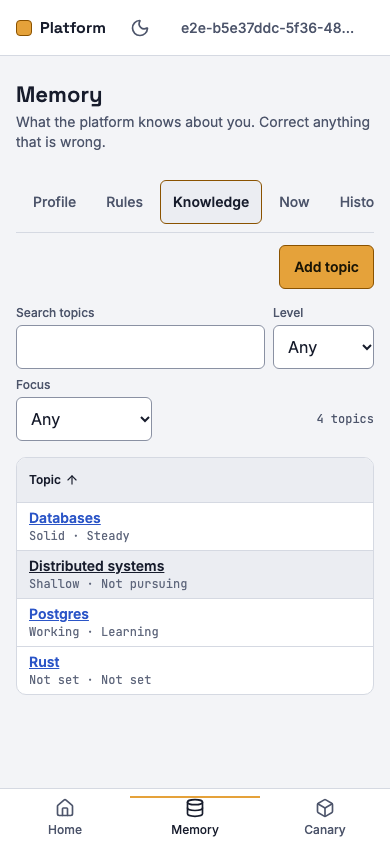 Platform
e2e-b5e37ddc-5f36-48…
Memory
What the platform knows about you. Correct anything
that is wrong.
Profile Rules Knowledge Now Histo
Add topic
Search topics Level
Any
Focus
Any 4 topics
Topic ↑
Databases
Solid · Steady
Distributed systems
Shallow · Not pursuing
Postgres
Working · Learning
Rust
Not set · Not set
Home Memory Canary